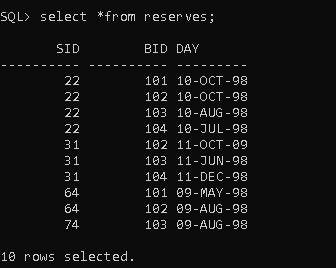 SQL> select *from reserves;
SID BID DAY
---------- ---------- ---------
22 101 10-OCT-98
22 102 10-OCT-98
22 103 10-AUG-98
22 104 10-JUL-98
31 102 11-OCT-09
31 103 11-JUN-98
31 104 11-DEC-98
64 101 09-MAY-98
64 102 09-AUG-98
74 103 09-AUG-98
10 rows selected.